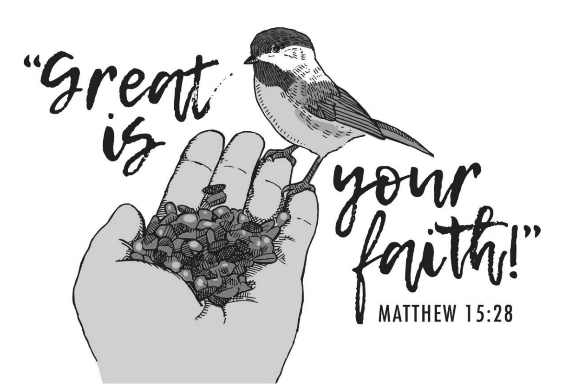 “Great
is
your
faith!”
MATTHEW 15:28